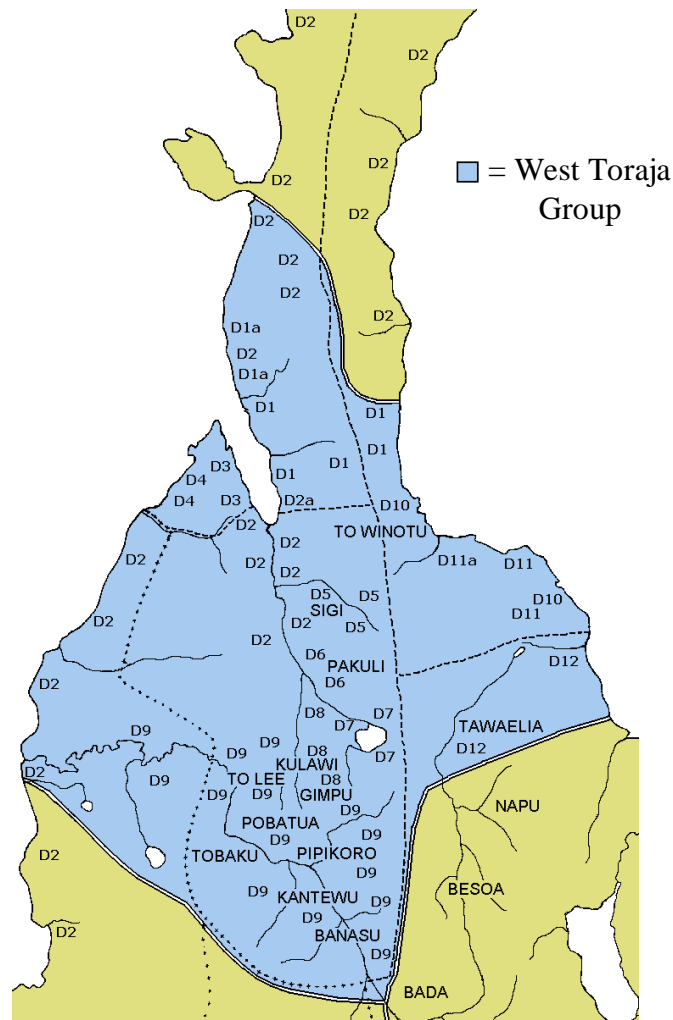 D2
D2
D2
= West Toraja
Group
D2
D2
D2
D2
D2
D2
D1a
D2
D1a
D1
D1
D1
D3
D4
D1
D1
D4
D3
D2a
D10
D2
TO WINOTU
D2
D2
D2
D11a
D11
D2
D5
D5
D10
SIGI
D11
D2
D2
D5
D2
D6
PAKULI
D12
D2
D6
D8
D7
D7
TAWAELIA
D9
D9
D9
D8
D7
D12
KULAWI
D2
D9
TO LEE
D8
D9
D9
GIMPU
D9
NAPU
POBATUA
D9
D9
D2
TOBAKU
PIPIKORO
D9
D9
KANTEWU
BESOA
D9
D9
D2
BANASU
D9
BADA